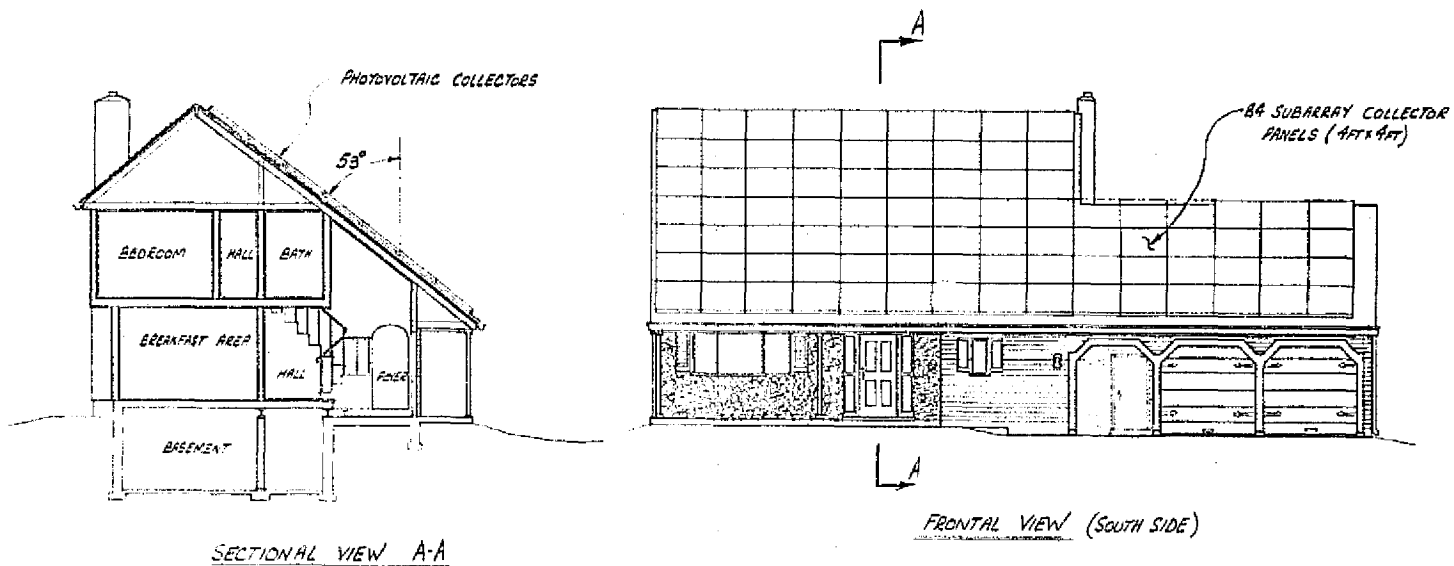 PHOTOVOLTAIC COLLECTORS
53°
BEDROOM
HALL
BATH
BREAKFAST AREA
HALL
FOYER
BASEMENT
SECTIONAL VIEW A-A
A
84 SUBARRAY COLLECTOR
PANELS (4FT x 4FT)
A
FRONTAL VIEW (SOUTH SIDE)